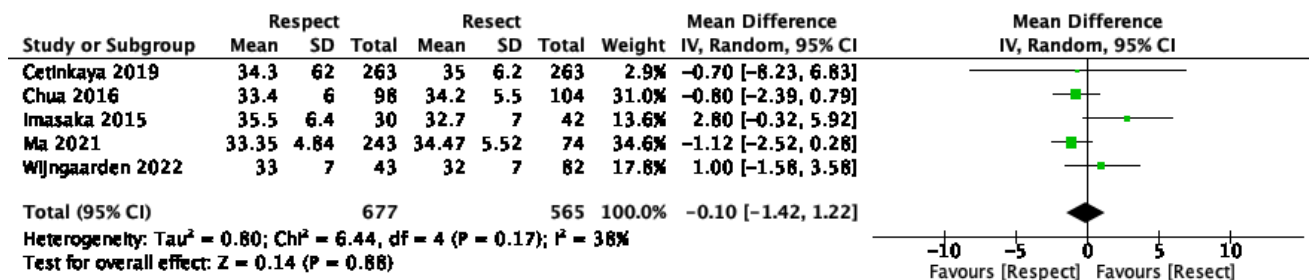 Respect Resect Mean Difference Mean Difference
Study or Subgroup Mean SD Total Mean SD Total Weight IV, Random, 95% CI IV, Random, 95% CI
Cetinkaya 2019 34.3 62 263 35 6.2 263 2.9% −0.70 [−8.23, 6.83]
Chua 2016 33.4 6 98 34.2 5.5 104 31.0% −0.80 [−2.39, 0.79]
Imasaka 2015 35.5 6.4 30 32.7 7 42 13.6% 2.80 [−0.32, 5.92]
Ma 2021 33.35 4.84 243 34.47 5.52 74 34.6% −1.12 [−2.52, 0.28]
Wijngaarden 2022 33 7 43 32 7 82 17.8% 1.00 [−1.58, 3.58]
Total (95% CI) 677 565 100.0% −0.10 [−1.42, 1.22]
Heterogeneity: Tau² = 0.80; Chi² = 6.44, df = 4 (P = 0.17); I² = 38%
Test for overall effect: Z = 0.14 (P = 0.88)
−10 −5 0 5 10
Favours [Respect] Favours [Resect]